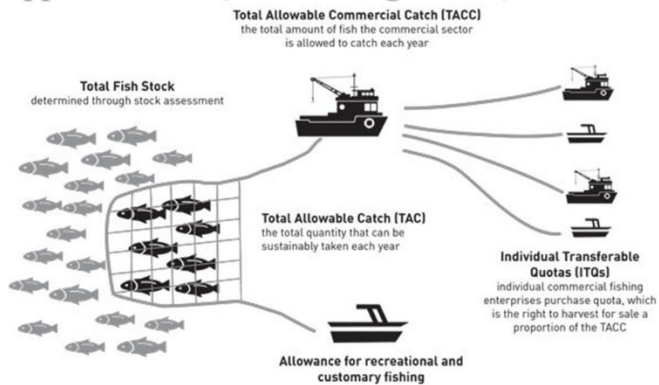 Total Allowable Commercial Catch (TACC)
the total amount of fish the commercial sector
is allowed to catch each year
Total Fish Stock
determined through stock assessment
Total Allowable Catch (TAC)
the total quantity that can be
sustainably taken each year
Individual Transferable
Quotas (ITQs)
individual commercial fishing
enterprises purchase quota, which
is the right to harvest for sale a
proportion of the TACC
Allowance for recreational and
customary fishing